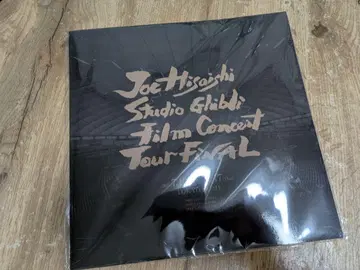 Joe Hisaishi
Studio Ghibli
Film Concert
Tour FINAL